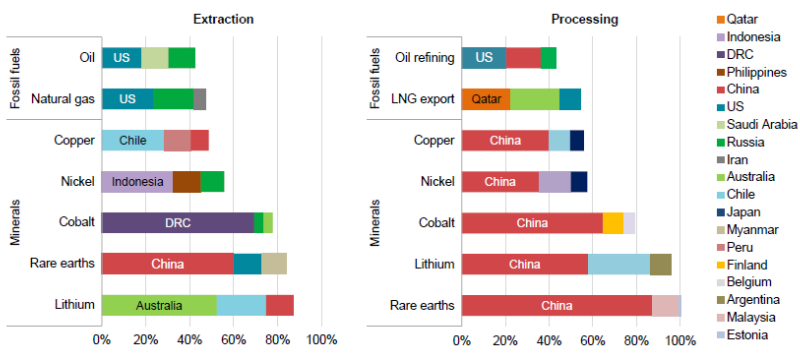 Extraction
Fossil fuels
Oil
US
Natural gas
US
Minerals
Copper
Chile
Nickel
Indonesia
Cobalt
DRC
Rare earths
China
Lithium
Australia
0% 20% 40% 60% 80% 100%
Processing
Fossil fuels
Oil refining
US
LNG export
Qatar
Minerals
Copper
China
Nickel
China
Cobalt
China
Lithium
China
Rare earths
China
0% 20% 40% 60% 80% 100%
Qatar
Indonesia
DRC
Philippines
China
US
Saudi Arabia
Russia
Iran
Australia
Chile
Japan
Myanmar
Peru
Finland
Belgium
Argentina
Malaysia
Estonia